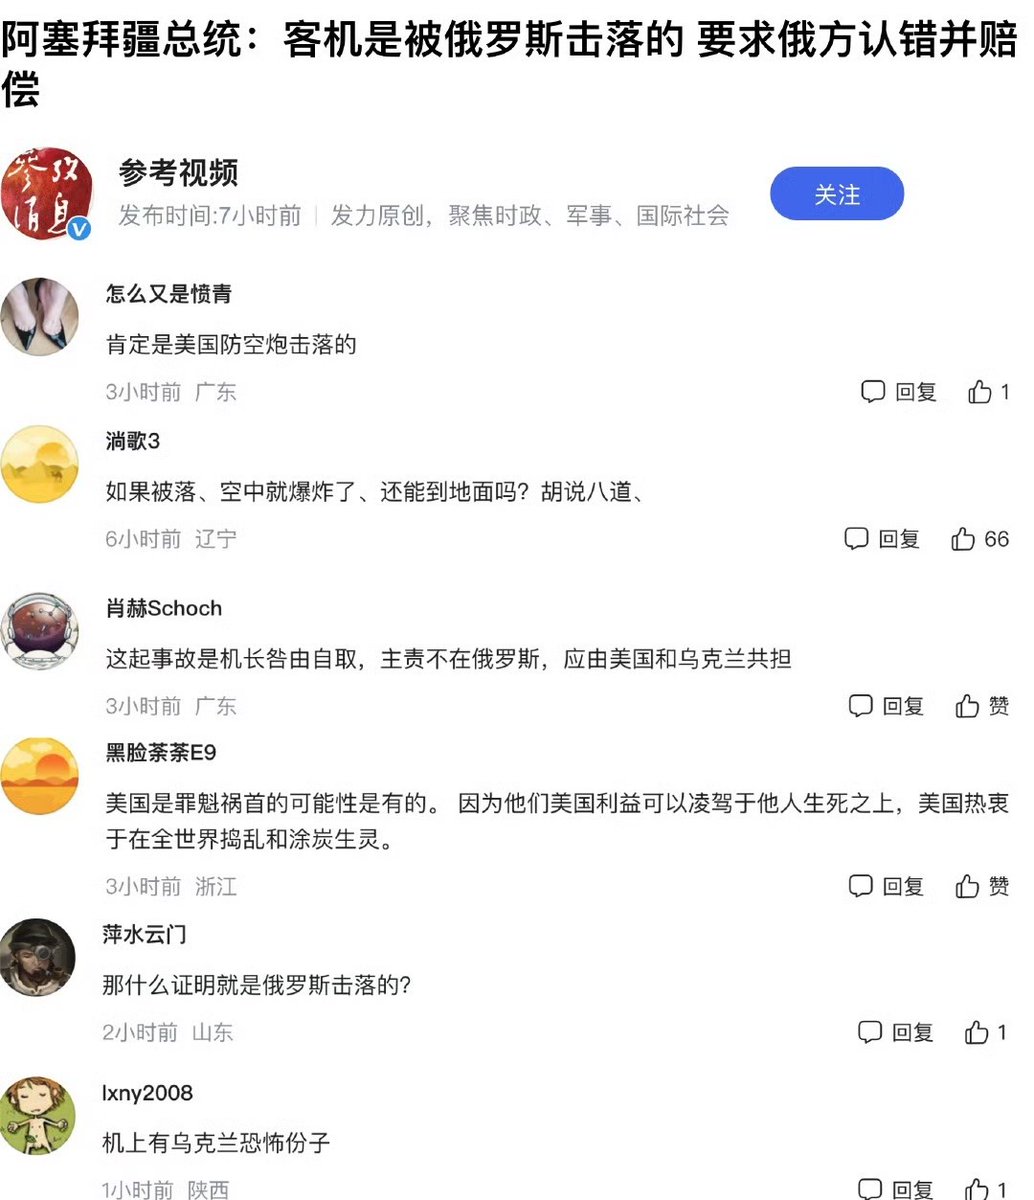 阿塞拜疆总统：客机是被俄罗斯击落的 要求俄方认错并赔
偿
参考消息
参考视频
发布时间:7小时前 | 发力原创，聚焦时政、军事、国际社会
关注
怎么又是愤青
肯定是美国防空炮击落的
3小时前 广东
回复 1
淌歌3
如果被落、空中就爆炸了、还能到地面吗？胡说八道、
6小时前 辽宁
回复 66
肖赫Schoch
这起事故是机长咎由自取，主责不在俄罗斯，应由美国和乌克兰共担
3小时前 广东
回复 赞
黑脸荼荼E9
美国是罪魁祸首的可能性是有的。 因为他们美国利益可以凌驾于他人生死之上，美国热衷
于在全世界捣乱和涂炭生灵。
3小时前 浙江
回复 赞
萍水云门
那什么证明就是俄罗斯击落的?
2小时前 山东
回复 1
lxny2008
机上有乌克兰恐怖份子
1小时前 陕西
回复 1